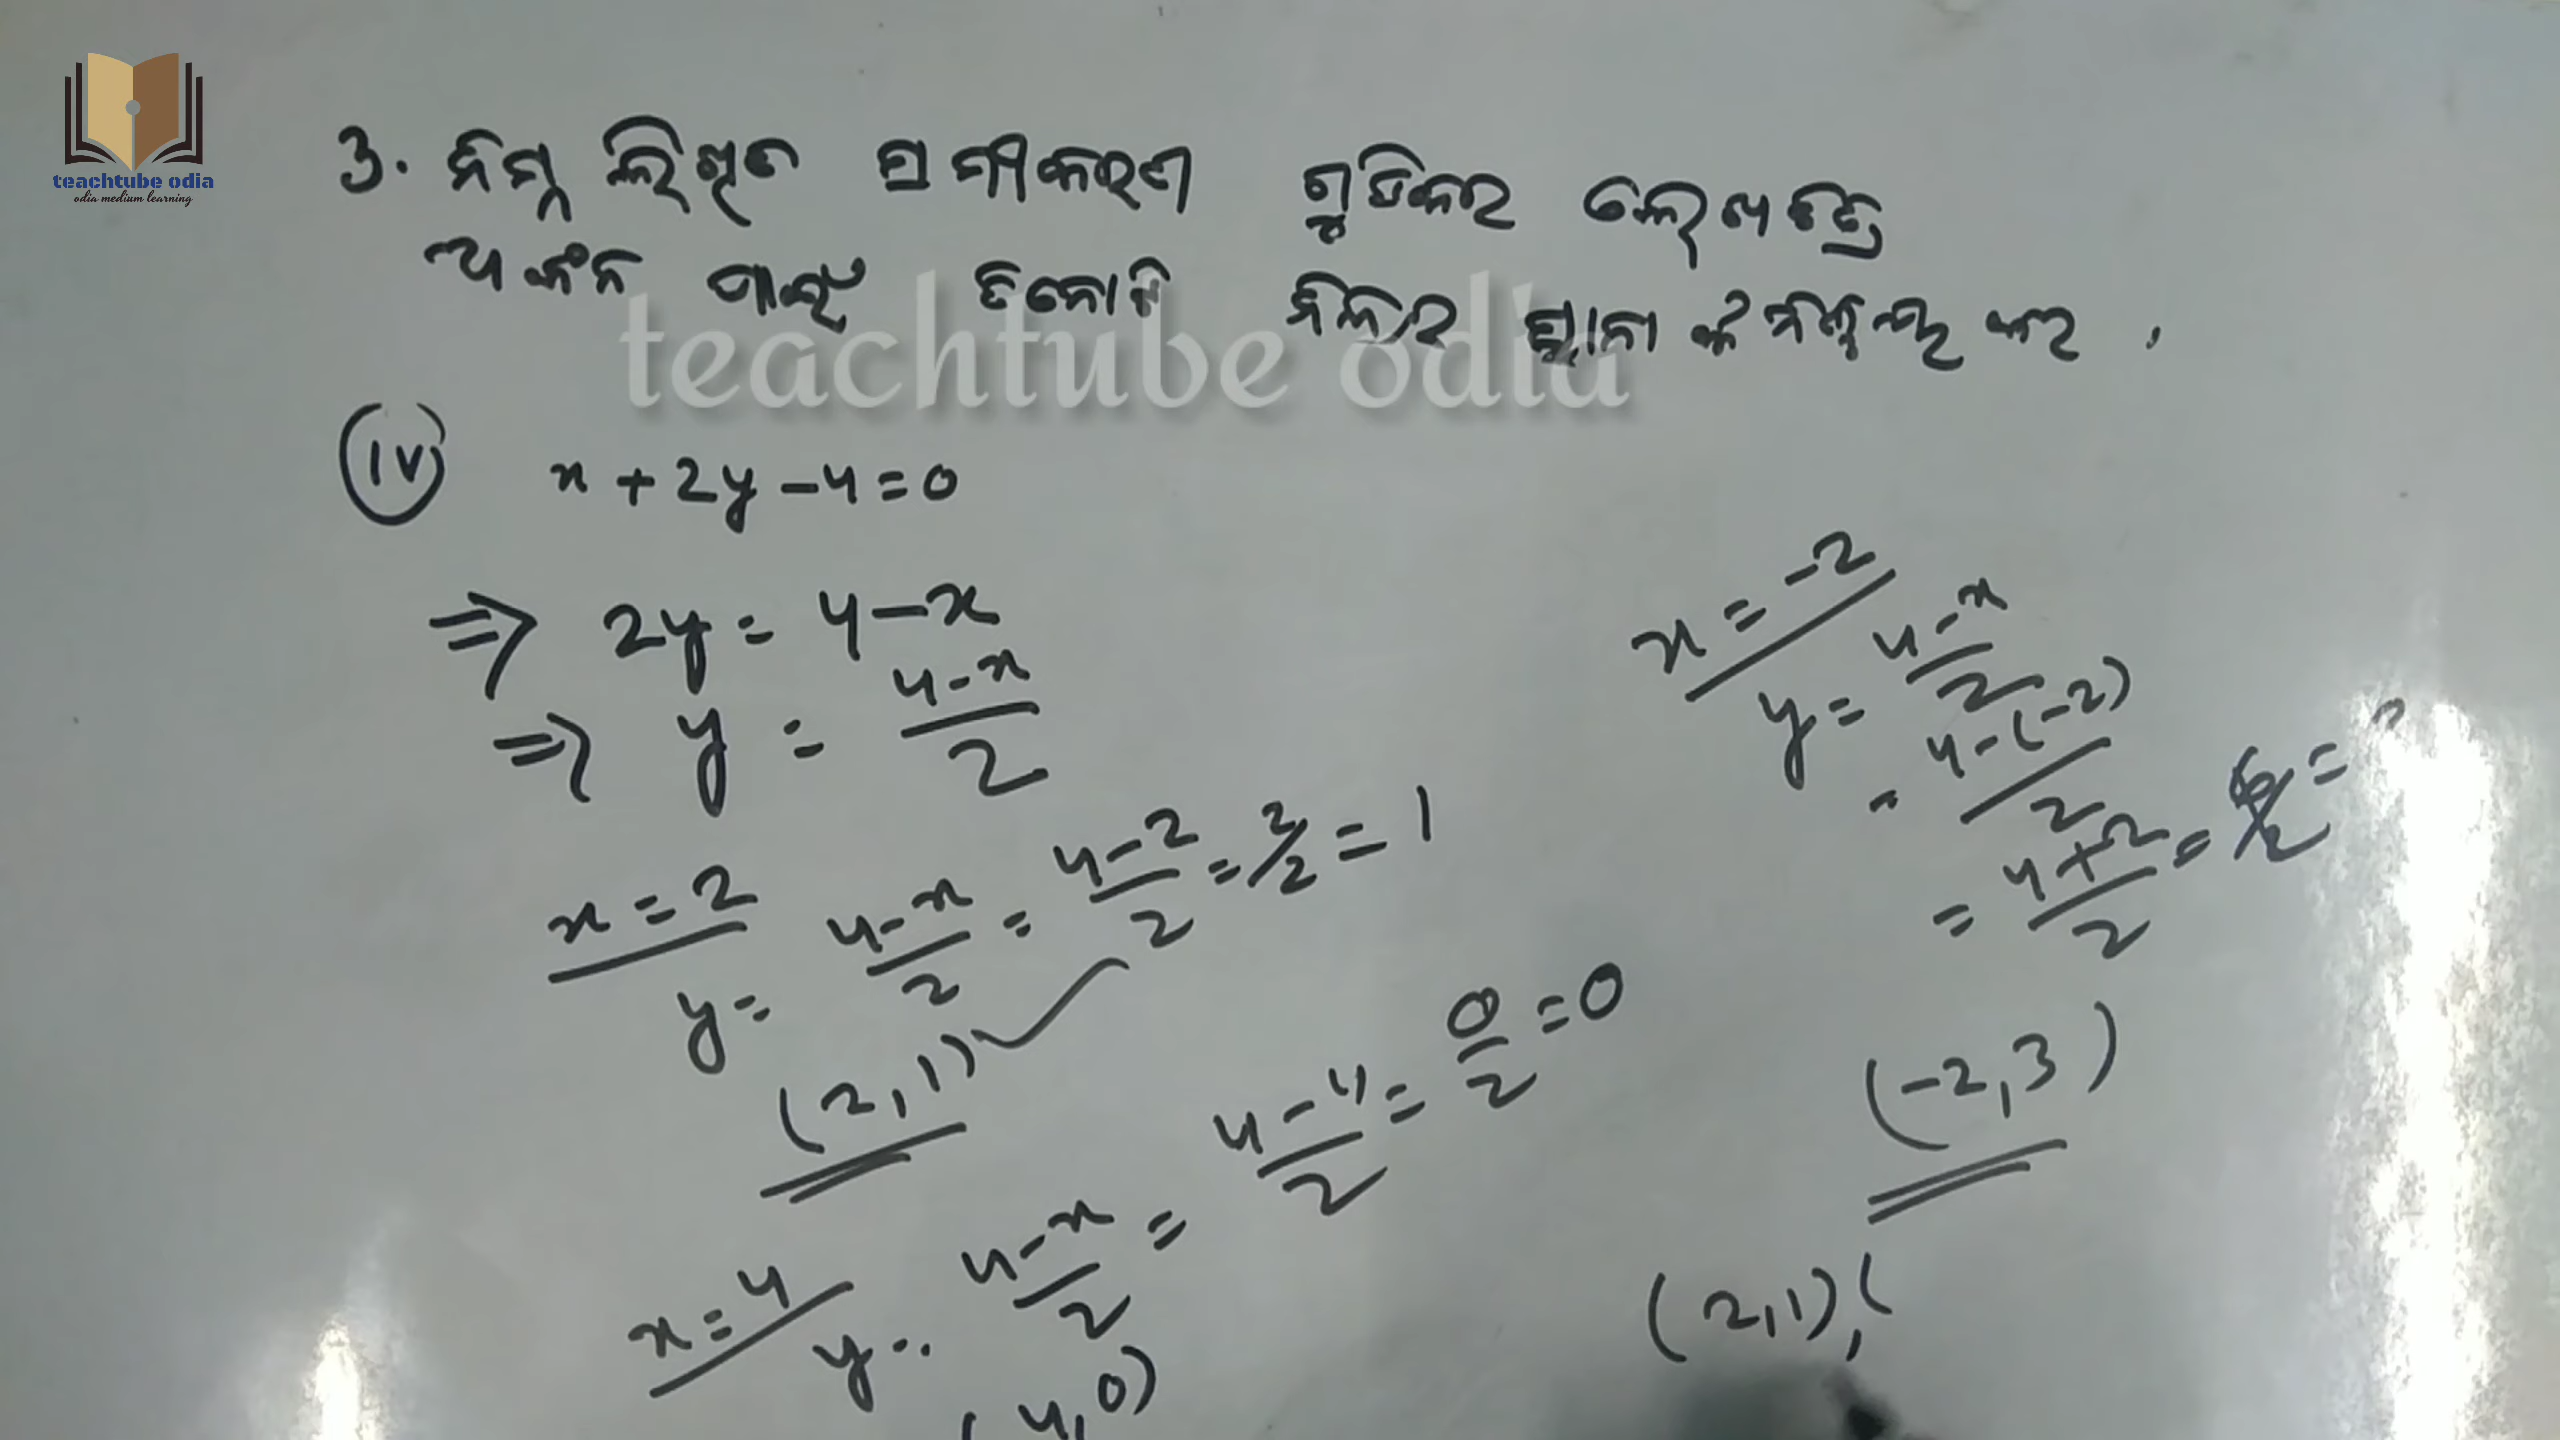 teachtube odia
odia medium learning
3. ନିମ୍ନ ଲିଖିତ ସମୀକରଣ ଗୁଡିକର ଲେଖଚିତ୍ର
ଅଙ୍କନ ପାଇଁ ତିନୋଟି ବିନ୍ଦୁର ସ୍ଥାନାଙ୍କ ନିର୍ଣ୍ଣୟ କର .
teachtube odia
(iv) x + 2y - 4 = 0
⇒ 2y = 4 - x
⇒ y = (4-x)/2
x = 2
y = (4-x)/2 = (4-2)/2 = 2/2 = 1
(2,1)
x = 4
y = (4-x)/2 = (4-4)/2 = 0/2 = 0
(4,0)
x = -2
y = (4-x)/2
= (4-(-2))/2
= (4+2)/2 = 6/2 =
(-2,3)
(2,1), (